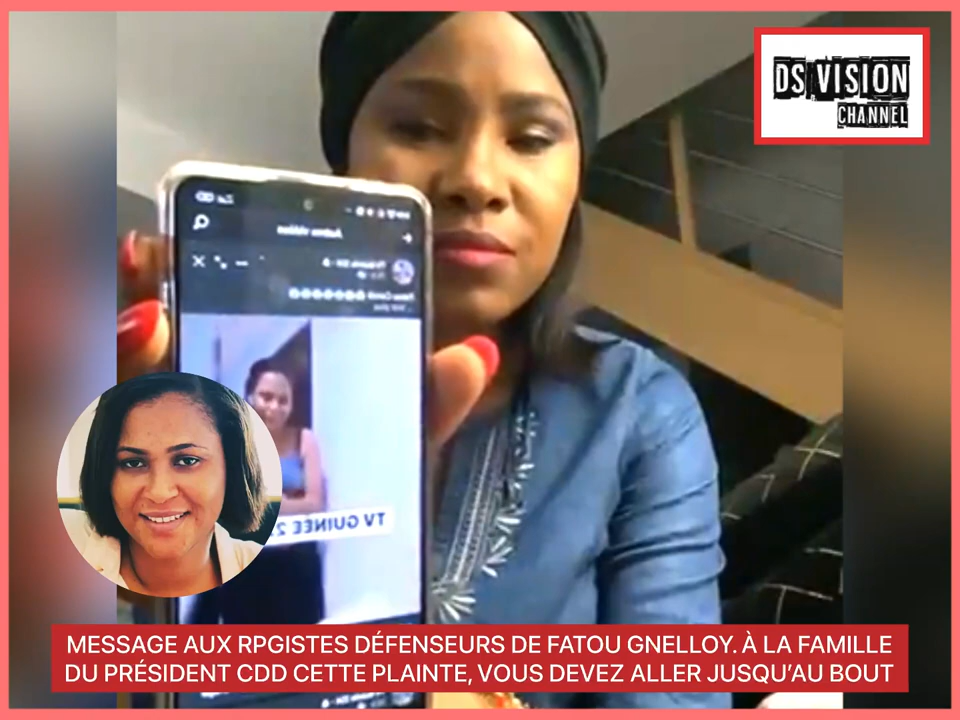 DS VISION
CHANNEL
TV GUINÉE 2
MESSAGE AUX RPGISTES DÉFENSEURS DE FATOU GNELLOY. À LA FAMILLE
DU PRÉSIDENT CDD CETTE PLAINTE, VOUS DEVEZ ALLER JUSQU'AU BOUT